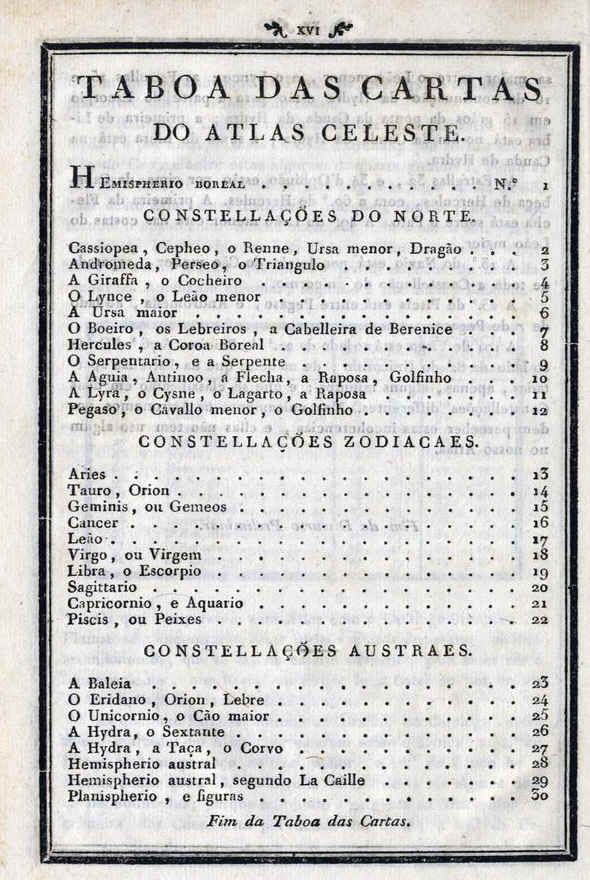 XVI
TABOA DAS CARTAS
DO ATLAS CELESTE.
HEMISPHERIO BOREAL . . . . . . . . . . . . N.º 1
CONSTELLAÇÕES DO NORTE.
Cassiopea, Cepheo, o Renne, Ursa menor, Dragão . . . 2
Andromeda, Perseo, o Triangulo . . . . . . . . . 3
A Giraffa, o Cocheiro . . . . . . . . . . . . 4
O Lynce, o Leão menor . . . . . . . . . . . . 5
A Ursa maior . . . . . . . . . . . . . . . 6
O Boeiro, os Lebreiros, a Cabelleira de Berenice . . . 7
Hercules, a Coroa Boreal . . . . . . . . . . . 8
O Serpentario, e a Serpente . . . . . . . . . . 9
A Aguia, Antinoo, a Flecha, a Raposa, Golfinho . . . 10
A Lyra, o Cysne, o Lagarto, a Raposa . . . . . . . 11
Pegaso, o Cavallo menor, o Golfinho . . . . . . . . 12
CONSTELLAÇÕES ZODIACAES.
Aries . . . . . . . . . . . . . . . . . 13
Tauro, Orion . . . . . . . . . . . . . . . 14
Geminis, ou Gemeos . . . . . . . . . . . . . 15
Cancer . . . . . . . . . . . . . . . . . 16
Leão . . . . . . . . . . . . . . . . . . 17
Virgo, ou Virgem . . . . . . . . . . . . . . 18
Libra, o Escorpio . . . . . . . . . . . . . . 19
Sagittario . . . . . . . . . . . . . . . . 20
Capricornio, e Aquario . . . . . . . . . . . . 21
Piscis, ou Peixes . . . . . . . . . . . . . . 22
CONSTELLAÇÕES AUSTRAES.
A Baleia . . . . . . . . . . . . . . . . 23
O Eridano, Orion, Lebre . . . . . . . . . . . 24
O Unicornio, o Cão maior . . . . . . . . . . . 25
A Hydra, o Sextante . . . . . . . . . . . . . 26
A Hydra, a Taça, o Corvo . . . . . . . . . . . 27
Hemispherio austral . . . . . . . . . . . . . 28
Hemispherio austral, segundo La Caille . . . . . . . 29
Planispherio, e figuras . . . . . . . . . . . . 30
Fim da Taboa das Cartas.